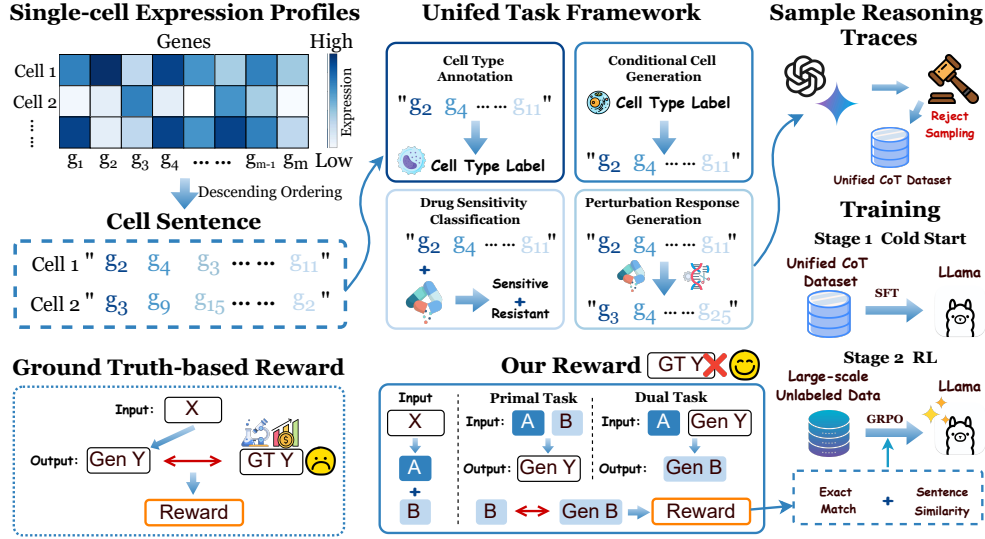 Single-cell Expression Profiles
Genes
High
Cell 1
Cell 2
......
Expression
Low
g1 g2 g3 g4 ...... gm-1 gm
Descending Ordering
Cell Sentence
Cell 1 " g2 g4 g3 ...... g11 "
Cell 2 " g3 g9 g15 ...... g2 "
Unifed Task Framework
Cell Type
Annotation
" g2 g4 ...... g11 "
Cell Type Label
Conditional Cell
Generation
Cell Type Label
" g2 g4 ...... g11 "
Drug Sensitivity
Classification
" g2 g4 ...... g11 "
+
Sensitive
+
Resistant
Perturbation Response
Generation
" g2 g4 ...... g11 "
" g3 g4 ...... g25 "
Sample Reasoning
Traces
Reject
Sampling
Unified CoT Dataset
Training
Stage 1 Cold Start
Unified CoT
Dataset
SFT
LLama
Stage 2 RL
Large-scale
Unlabeled Data
GRPO
LLama
Exact
Match
+
Sentence
Similarity
Ground Truth-based Reward
Input: X
Output: Gen Y
GT Y
Reward
Our Reward GT Y
Input
X
A
+
B
Primal Task
Input: A B
Output: Gen Y
Dual Task
Input: A Gen Y
Output: Gen B
B Gen B Reward